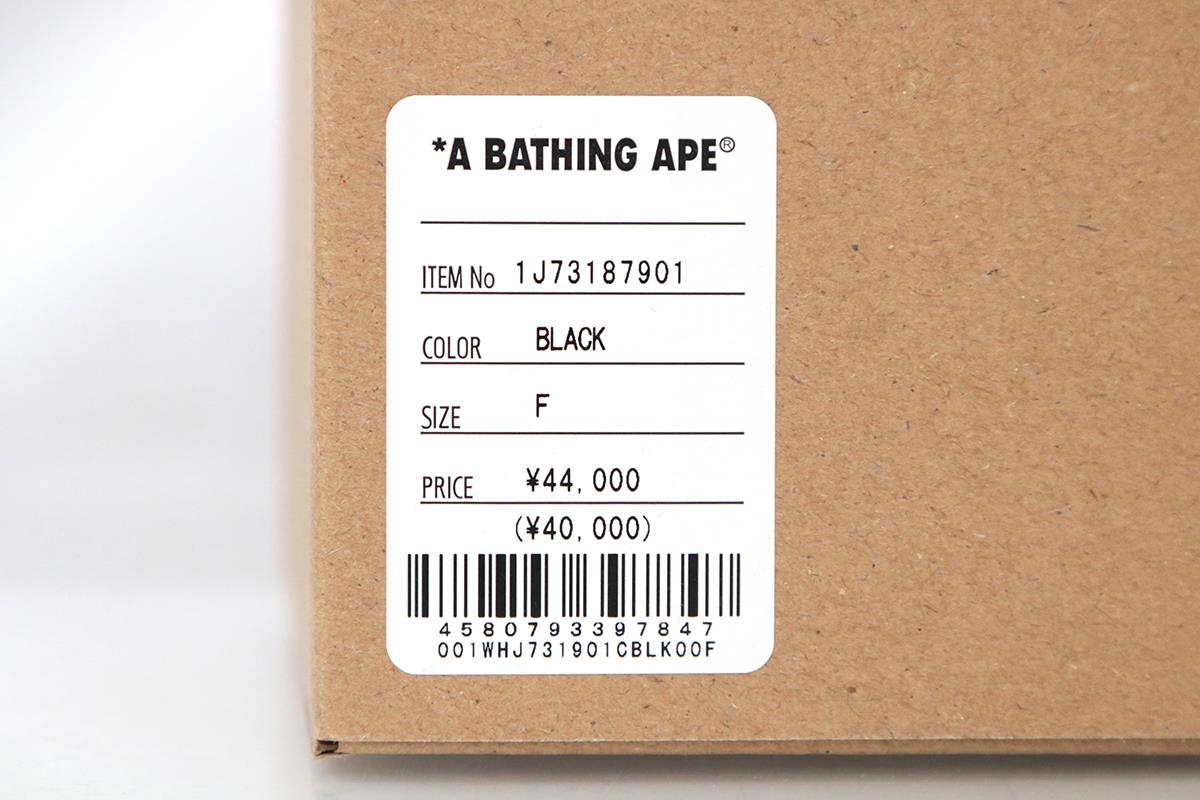 *A BATHING APE®
ITEM No 1J73187901
COLOR BLACK
SIZE F
PRICE ¥44,000
(¥40,000)
4580793397847
001WHJ731901CBLK00F